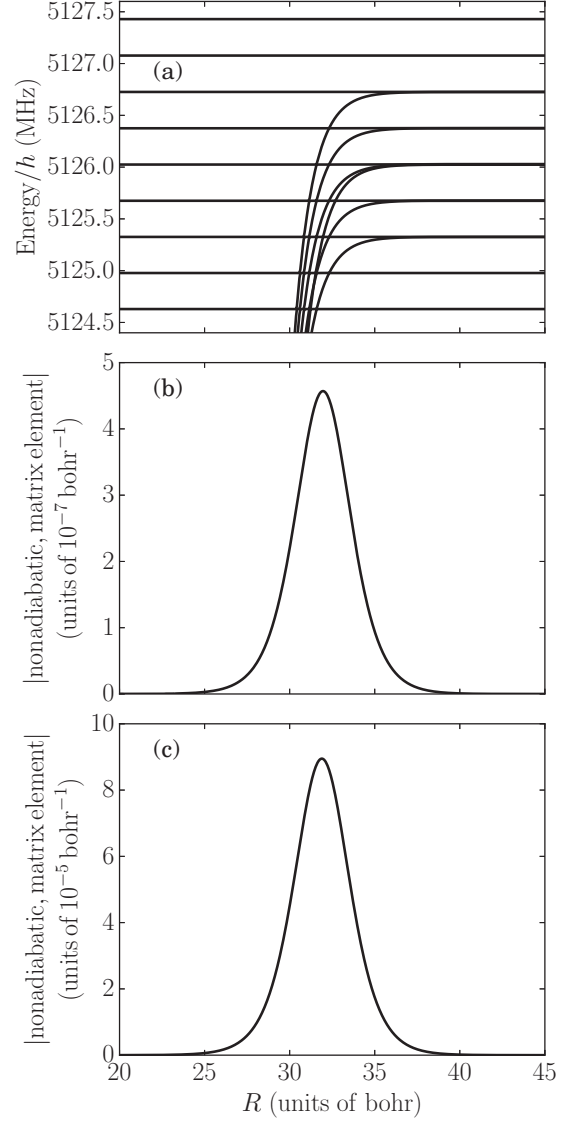 5127.5
5127.0
5126.5
5126.0
5125.5
5125.0
5124.5
Energy/h (MHz)
(a)
5
4
3
2
1
0
|nonadiabatic, matrix element|
(units of 10⁻⁷ bohr⁻¹)
(b)
10
8
6
4
2
0
|nonadiabatic, matrix element|
(units of 10⁻⁵ bohr⁻¹)
(c)
20 25 30 35 40 45
R (units of bohr)